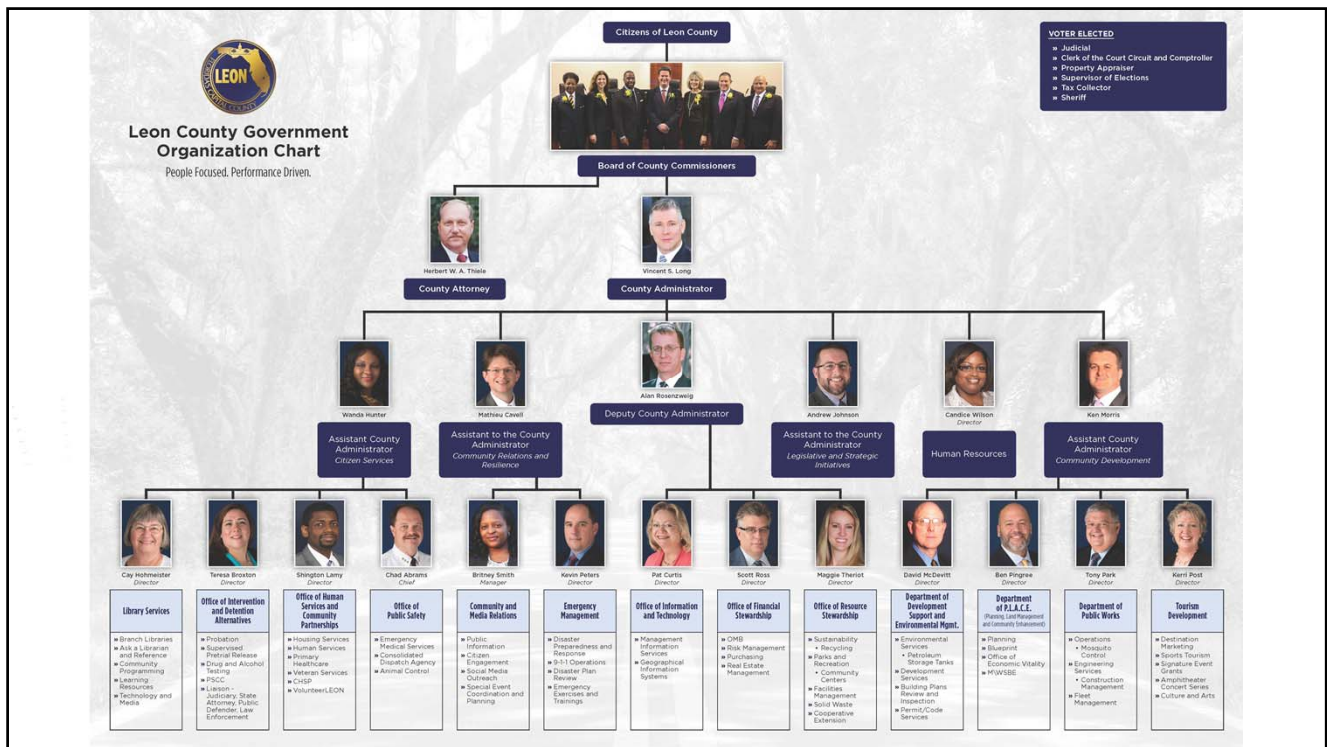 Citizens of Leon County
VOTER ELECTED
» Judicial
» Clerk of the Court Circuit and Comptroller
» Property Appraiser
» Supervisor of Elections
» Tax Collector
» Sheriff
LEON
FLORIDA'S CAPITAL COUNTY
Leon County Government
Organization Chart
People Focused. Performance Driven.
Board of County Commissioners
Herbert W. A. Thiele
County Attorney
Vincent S. Long
County Administrator
Wanda Hunter
Assistant County
Administrator
Citizen Services
Mathieu Cavell
Assistant to the County
Administrator
Community Relations and
Resilience
Alan Rosenzweig
Deputy County Administrator
Andrew Johnson
Assistant to the County
Administrator
Legislative and Strategic
Initiatives
Candice Wilson
Director
Human Resources
Ken Morris
Assistant County
Administrator
Community Development
Cay Hohmeister
Director
Library Services
» Branch Libraries
» Ask a Librarian
and Reference
» Community
Programming
» Learning
Resources
» Technology and
Media
Teresa Broxton
Director
Office of Intervention
and Detention
Alternatives
» Probation
» Supervised
Pretrial Release
» Drug and Alcohol
Testing
» PSCC
» Liaison -
Judiciary, State
Attorney, Public
Defender, Law
Enforcement
Shington Lamy
Director
Office of Human
Services and
Community
Partnerships
» Housing Services
» Human Services
» Primary
Healthcare
» Veteran Services
» CHSP
» VolunteerLEON
Chad Abrams
Chief
Office of
Public Safety
» Emergency
Medical Services
» Consolidated
Dispatch Agency
» Animal Control
Britney Smith
Manager
Community and
Media Relations
» Public
Information
» Citizen
Engagement
» Social Media
Outreach
» Special Event
Coordination and
Planning
Kevin Peters
Director
Emergency
Management
» Disaster
Preparedness and
Response
» 9-1-1 Operations
» Disaster Plan
Review
» Emergency
Exercises and
Trainings
Pat Curtis
Director
Office of Information
and Technology
» Management
Information
Services
» Geographical
Information
Systems
Scott Ross
Director
Office of Financial
Stewardship
» OMB
» Risk Management
» Purchasing
» Real Estate
Management
Maggie Theriot
Director
Office of Resource
Stewardship
» Sustainability
• Recycling
» Parks and
Recreation
• Community
Centers
» Facilities
Management
» Solid Waste
» Cooperative
Extension
David McDevitt
Director
Department of
Development
Support and
Environmental Mgmt.
» Environmental
Services
• Petroleum
Storage Tanks
» Development
Services
» Building Plans
Review and
Inspection
» Permit/Code
Services
Ben Pingree
Director
Department
of P.L.A.C.E.
(Planning, Land Management
and Community Enhancement)
» Planning
» Blueprint
» Office of
Economic Vitality
» MWSBE
Tony Park
Director
Department of
Public Works
» Operations
• Mosquito
Control
» Engineering
Services
• Construction
Management
» Fleet
Management
Kerri Post
Director
Tourism
Development
» Destination
Marketing
» Sports Tourism
» Signature Event
Grants
» Amphitheater
Concert Series
» Culture and Arts